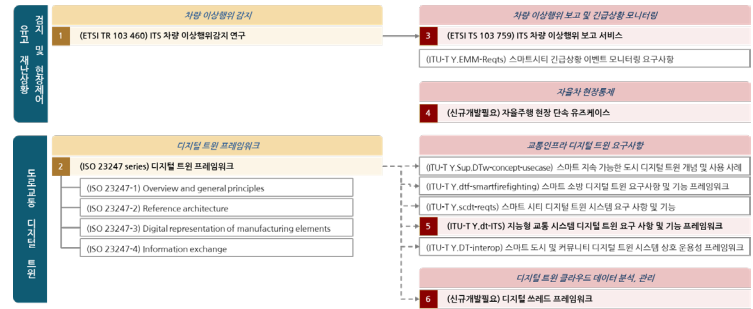 유고 재난상황
검지 및 현장제어
차량 이상행위 감지
1 (ETSI TR 103 460) ITS 차량 이상행위감지 연구
차량 이상행위 보고 및 긴급상황 모니터링
3 (ETSI TS 103 759) ITS 차량 이상행위 보고 서비스
(ITU-T Y.EMM-Reqts) 스마트시티 긴급상황 이벤트 모니터링 요구사항
자율차 현장통제
4 (신규개발필요) 자율주행 현장 단속 유즈케이스
도로교통 디지털 트윈
디지털 트윈 프레임워크
2 (ISO 23247 series) 디지털 트윈 프레임워크
(ISO 23247-1) Overview and general principles
(ISO 23247-2) Reference architecture
(ISO 23247-3) Digital representation of manufacturing elements
(ISO 23247-4) Information exchange
교통인프라 디지털 트윈 요구사항
(ITU-T Y.Sup.DTw-concept-usecase) 스마트 지속 가능한 도시 디지털 트윈 개념 및 사용 사례
(ITU-T Y.dtf-smartfirefighting) 스마트 소방 디지털 트윈 요구사항 및 기능 프레임워크
(ITU-T Y.scdt-reqts) 스마트 시티 디지털 트윈 시스템 요구 사항 및 기능
5 (ITU-T Y.dt-ITS) 지능형 교통 시스템 디지털 트윈 요구 사항 및 기능 프레임워크
(ITU-T Y.DT-interop) 스마트 도시 및 커뮤니티 디지털 트윈 시스템 상호 운용성 프레임워크
디지털 트윈 클라우드 데이터 분석, 관리
6 (신규개발필요) 디지털 쓰레드 프레임워크